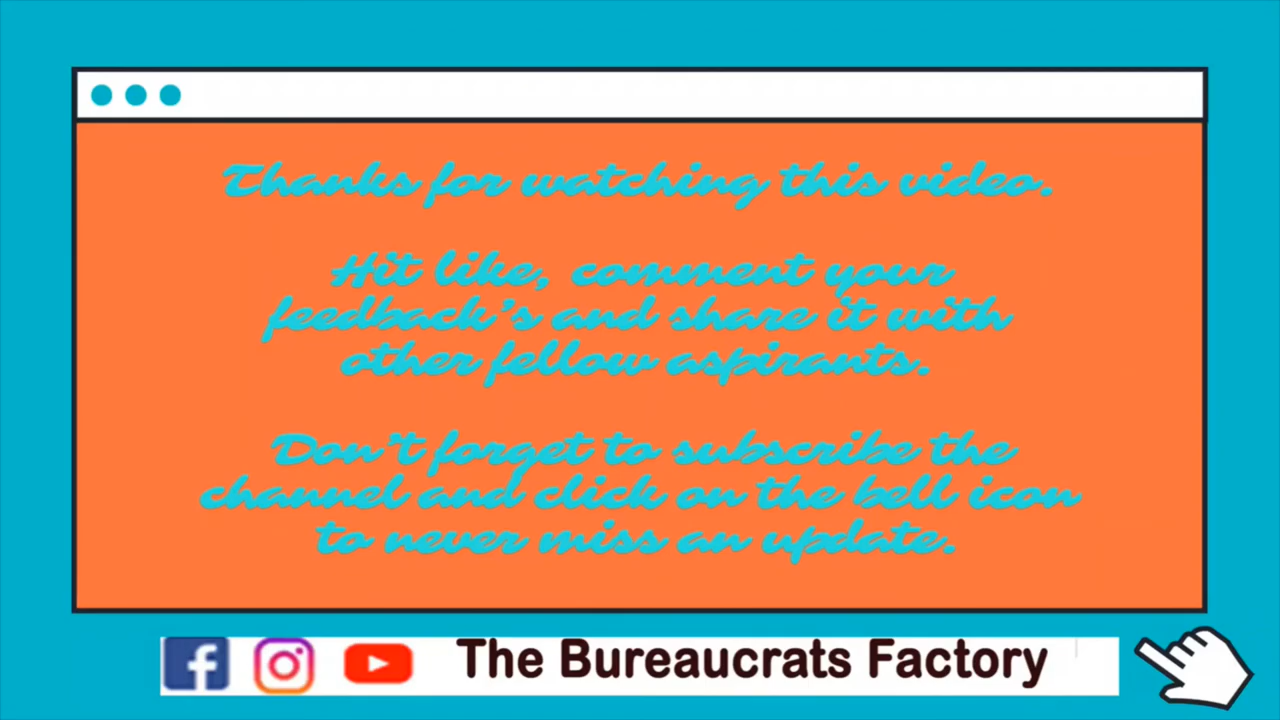 Thanks for watching this video.
Hit like, comment your
feedback's and share it with
other fellow aspirants.
Don't forget to subscribe the
channel and click on the bell icon
to never miss an update.
The Bureaucrats Factory